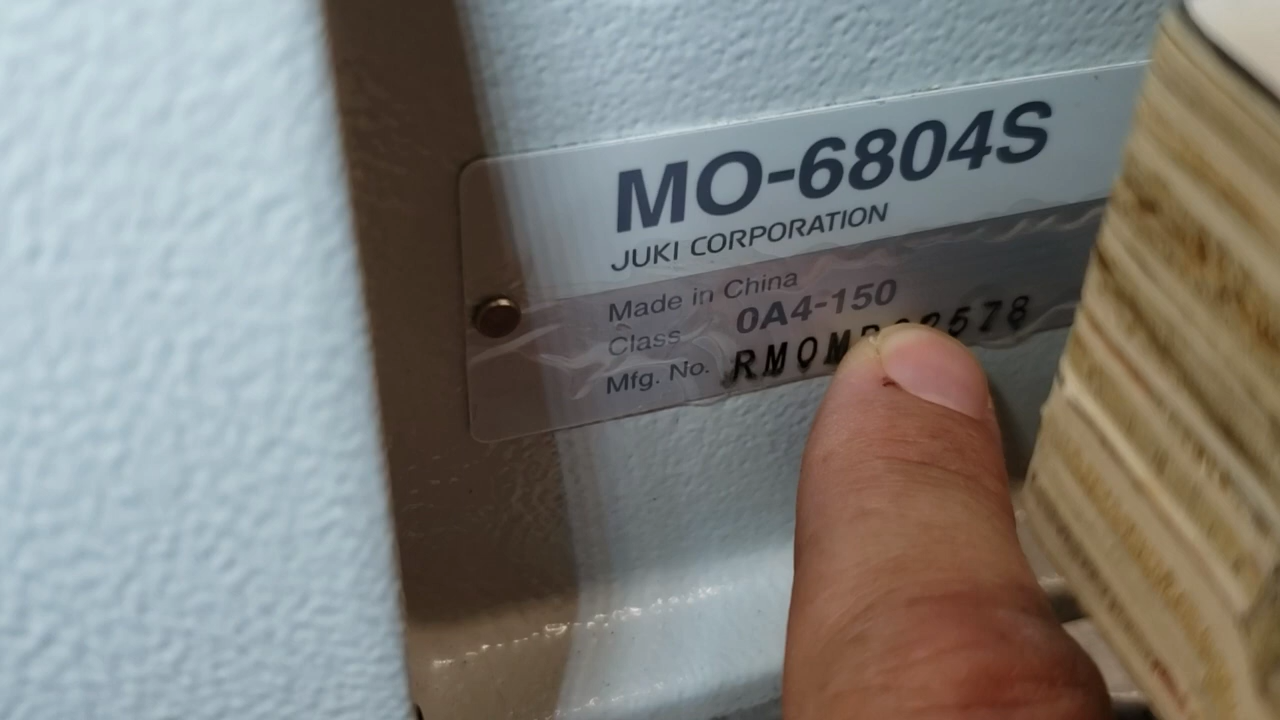 MO-6804S
JUKI CORPORATION
Made in China
Class 0A4-150
Mfg. No.